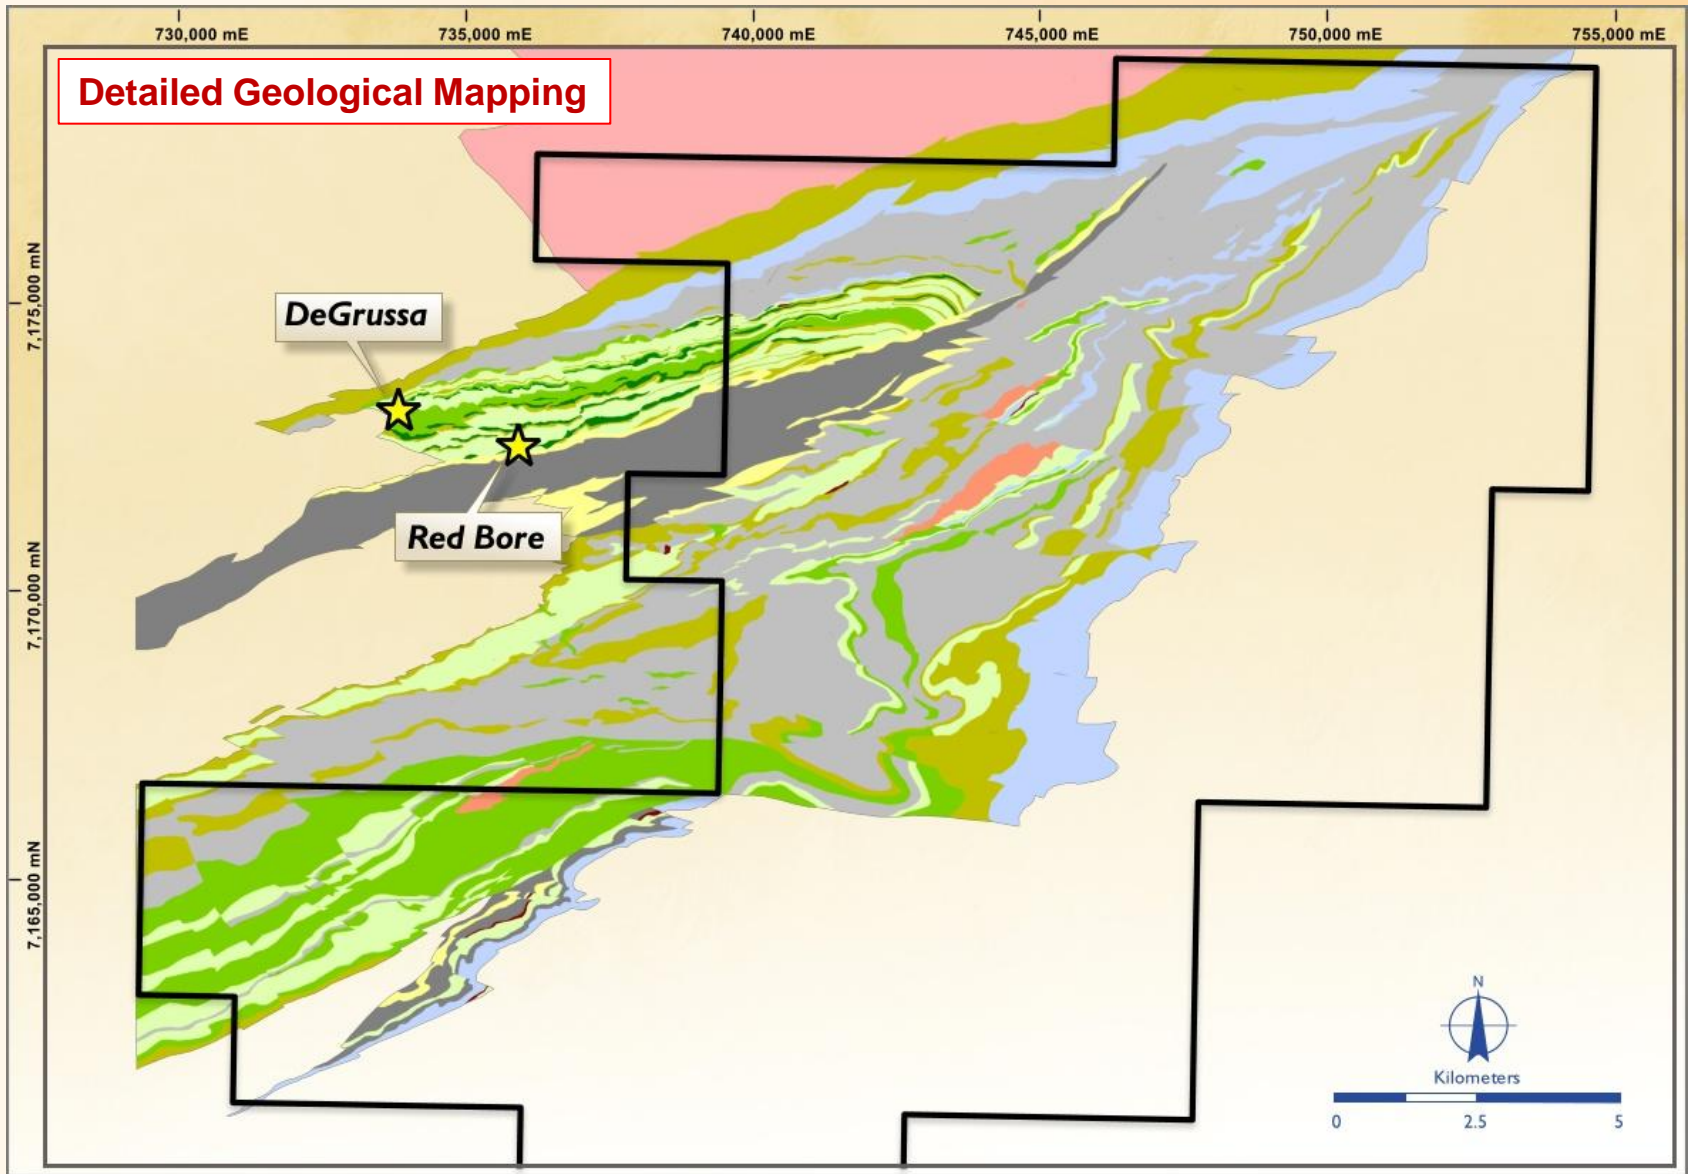 730,000 mE
735,000 mE
740,000 mE
745,000 mE
750,000 mE
755,000 mE
Detailed Geological Mapping
7,175,000 mN
DeGrussa
Red Bore
7,170,000 mN
7,165,000 mN
N
Kilometers
0 2.5 5